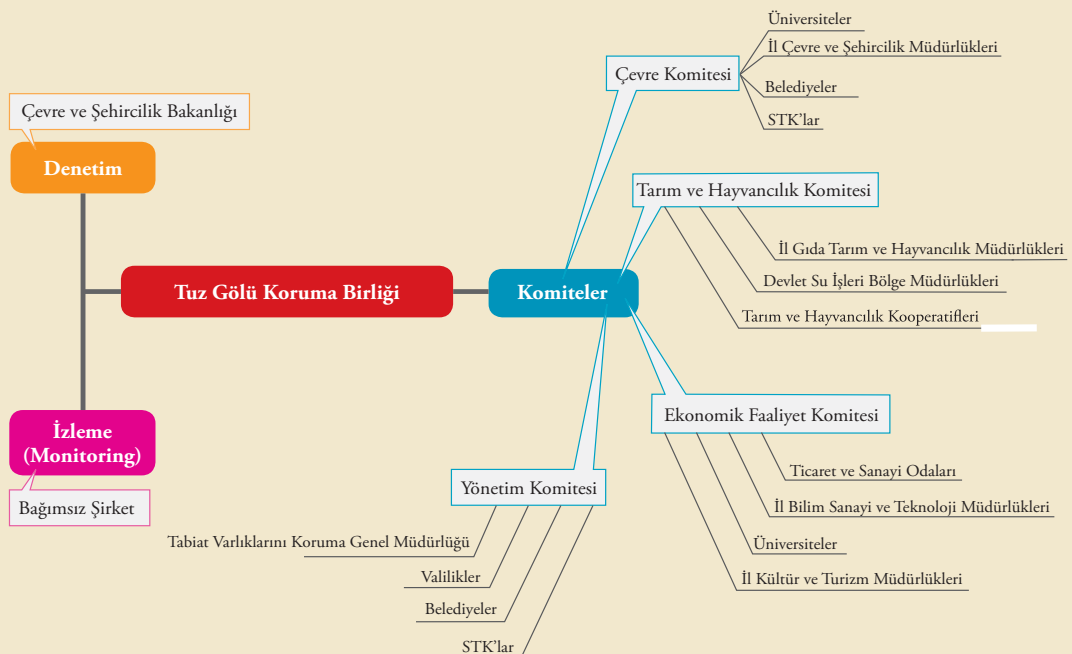 Üniversiteler
İl Çevre ve Şehircilik Müdürlükleri
Çevre Komitesi
Belediyeler
STK'lar
Çevre ve Şehircilik Bakanlığı
Denetim
Tarım ve Hayvancılık Komitesi
İl Gıda Tarım ve Hayvancılık Müdürlükleri
Devlet Su İşleri Bölge Müdürlükleri
Tarım ve Hayvancılık Kooperatifleri
Tuz Gölü Koruma Birliği
Komiteler
Ekonomik Faaliyet Komitesi
Ticaret ve Sanayi Odaları
İl Bilim Sanayi ve Teknoloji Müdürlükleri
Üniversiteler
İl Kültür ve Turizm Müdürlükleri
İzleme
(Monitoring)
Bağımsız Şirket
Yönetim Komitesi
Tabiat Varlıklarını Koruma Genel Müdürlüğü
Valilikler
Belediyeler
STK'lar